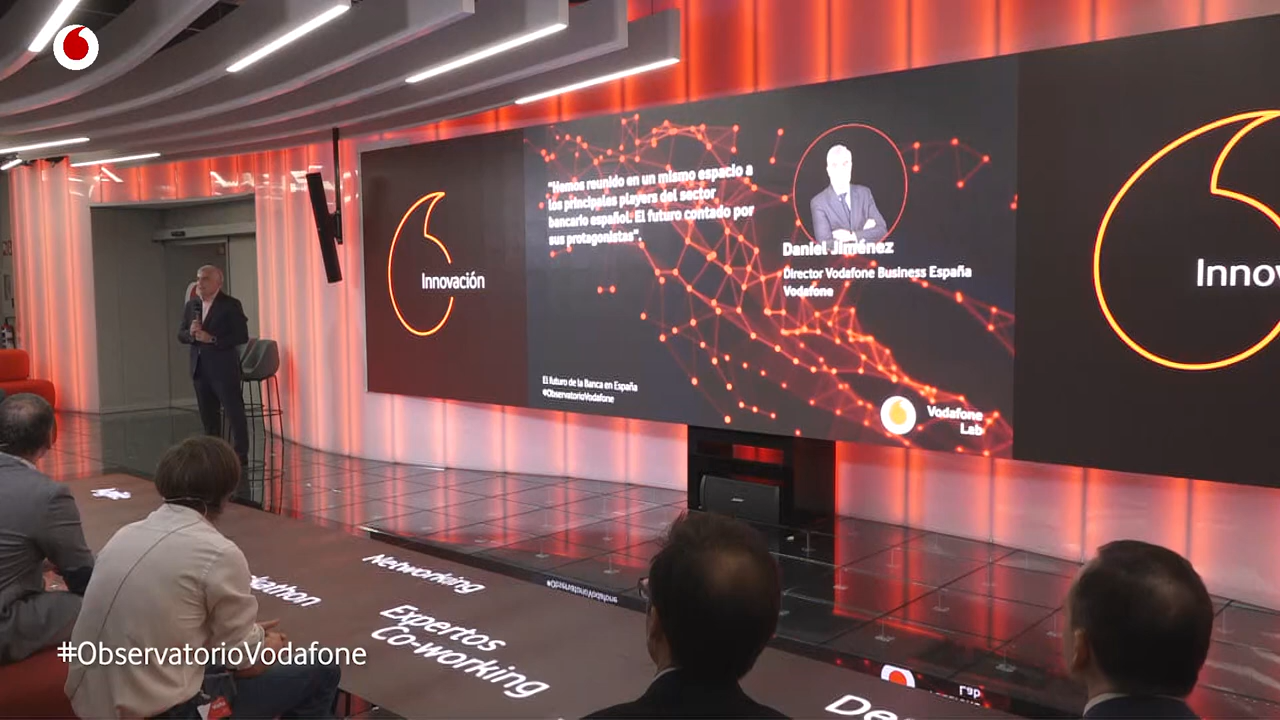 Innovación
"Hemos reunido en un mismo espacio a
los principales players del sector
bancario español. El futuro contado por
sus protagonistas".
Daniel Jiménez
Director Vodafone Business España
Vodafone
El futuro de la Banca en España
#ObservatorioVodafone
Vodafone
Lab
Innov
Agile
Networking
#ObservatorioVodafone
Expertos
Co-working
#ObservatorioVodafone